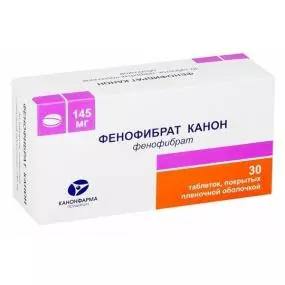 145
мг
ФЕНОФИБРАТ КАНОН
фенофибрат
КАНОНФАРМА
30
таблеток, покрытых
пленочной оболочкой